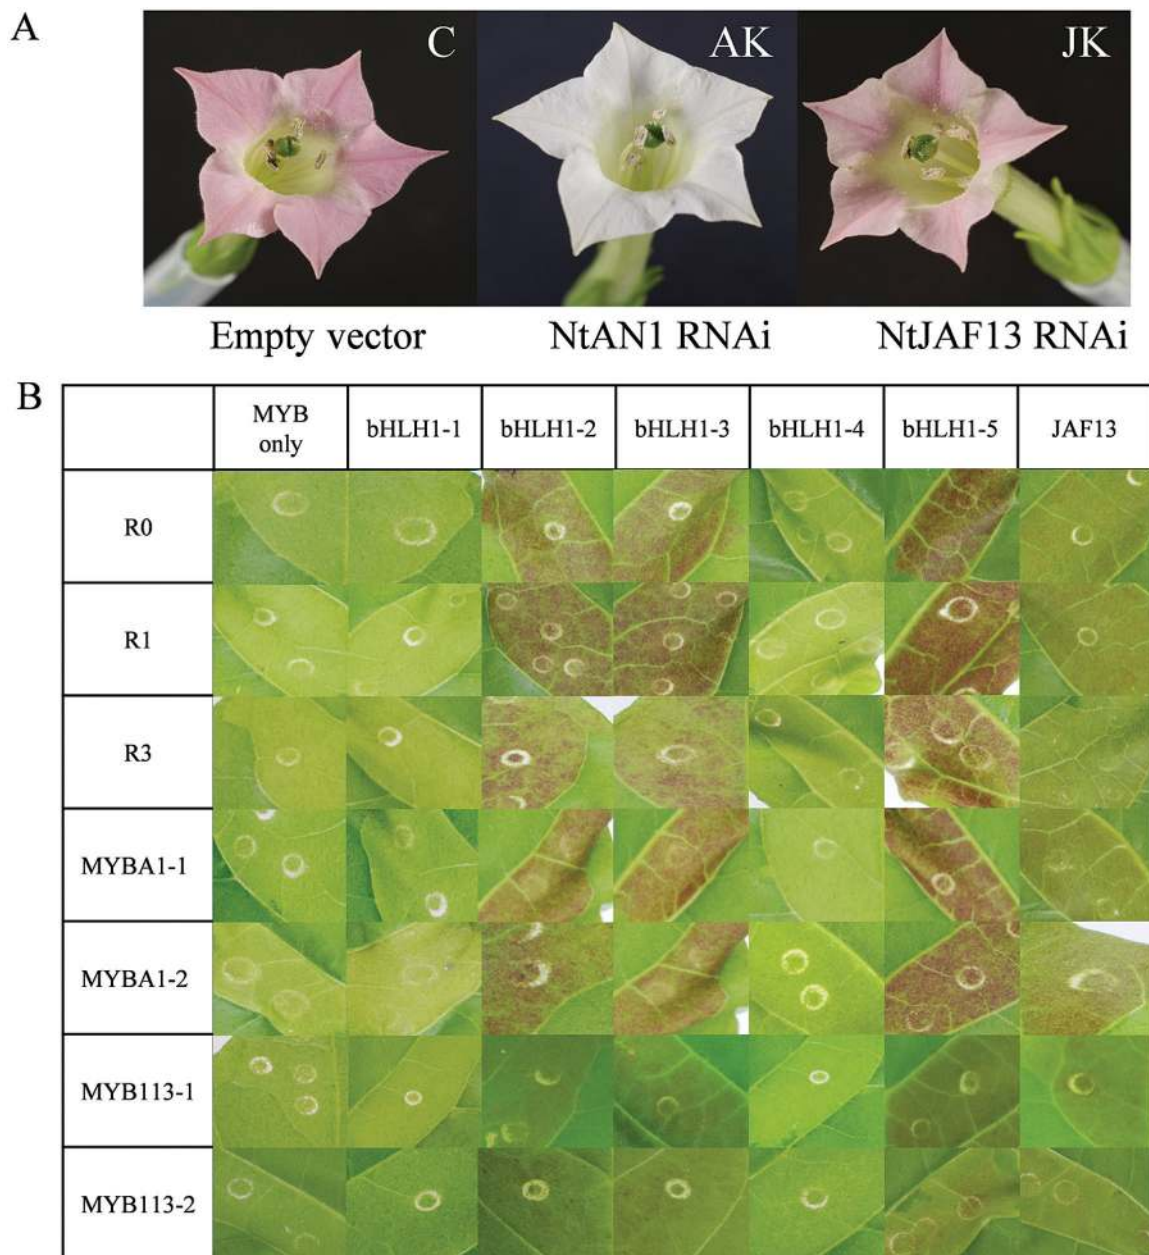 A
C
AK
JK
Empty vector
NtAN1 RNAi
NtJAF13 RNAi
B
MYB
only
bHLH1-1
bHLH1-2
bHLH1-3
bHLH1-4
bHLH1-5
JAF13
R0
R1
R3
MYBA1-1
MYBA1-2
MYB113-1
MYB113-2